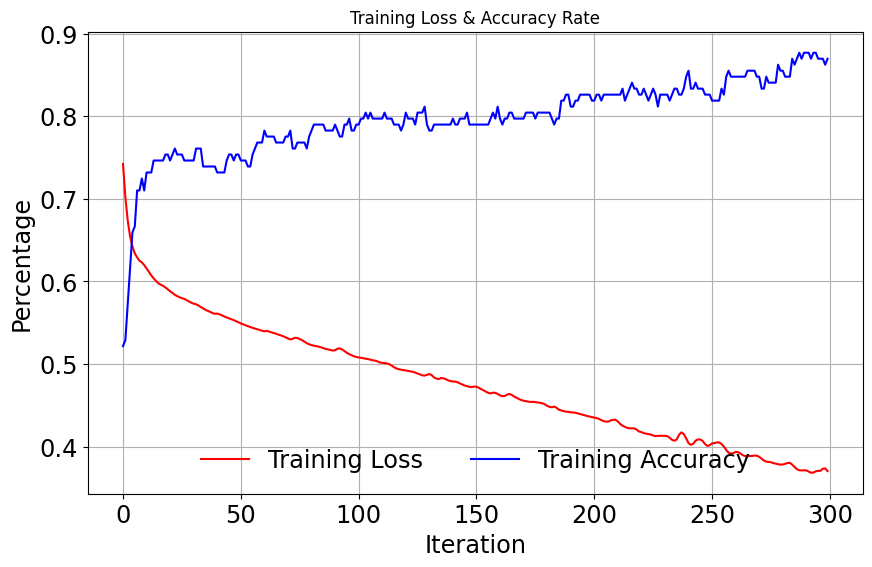 Training Loss & Accuracy Rate
0.9
0.8
0.7
0.6
0.5
0.4
Percentage
Training Loss
Training Accuracy
0
50
100
150
200
250
300
Iteration